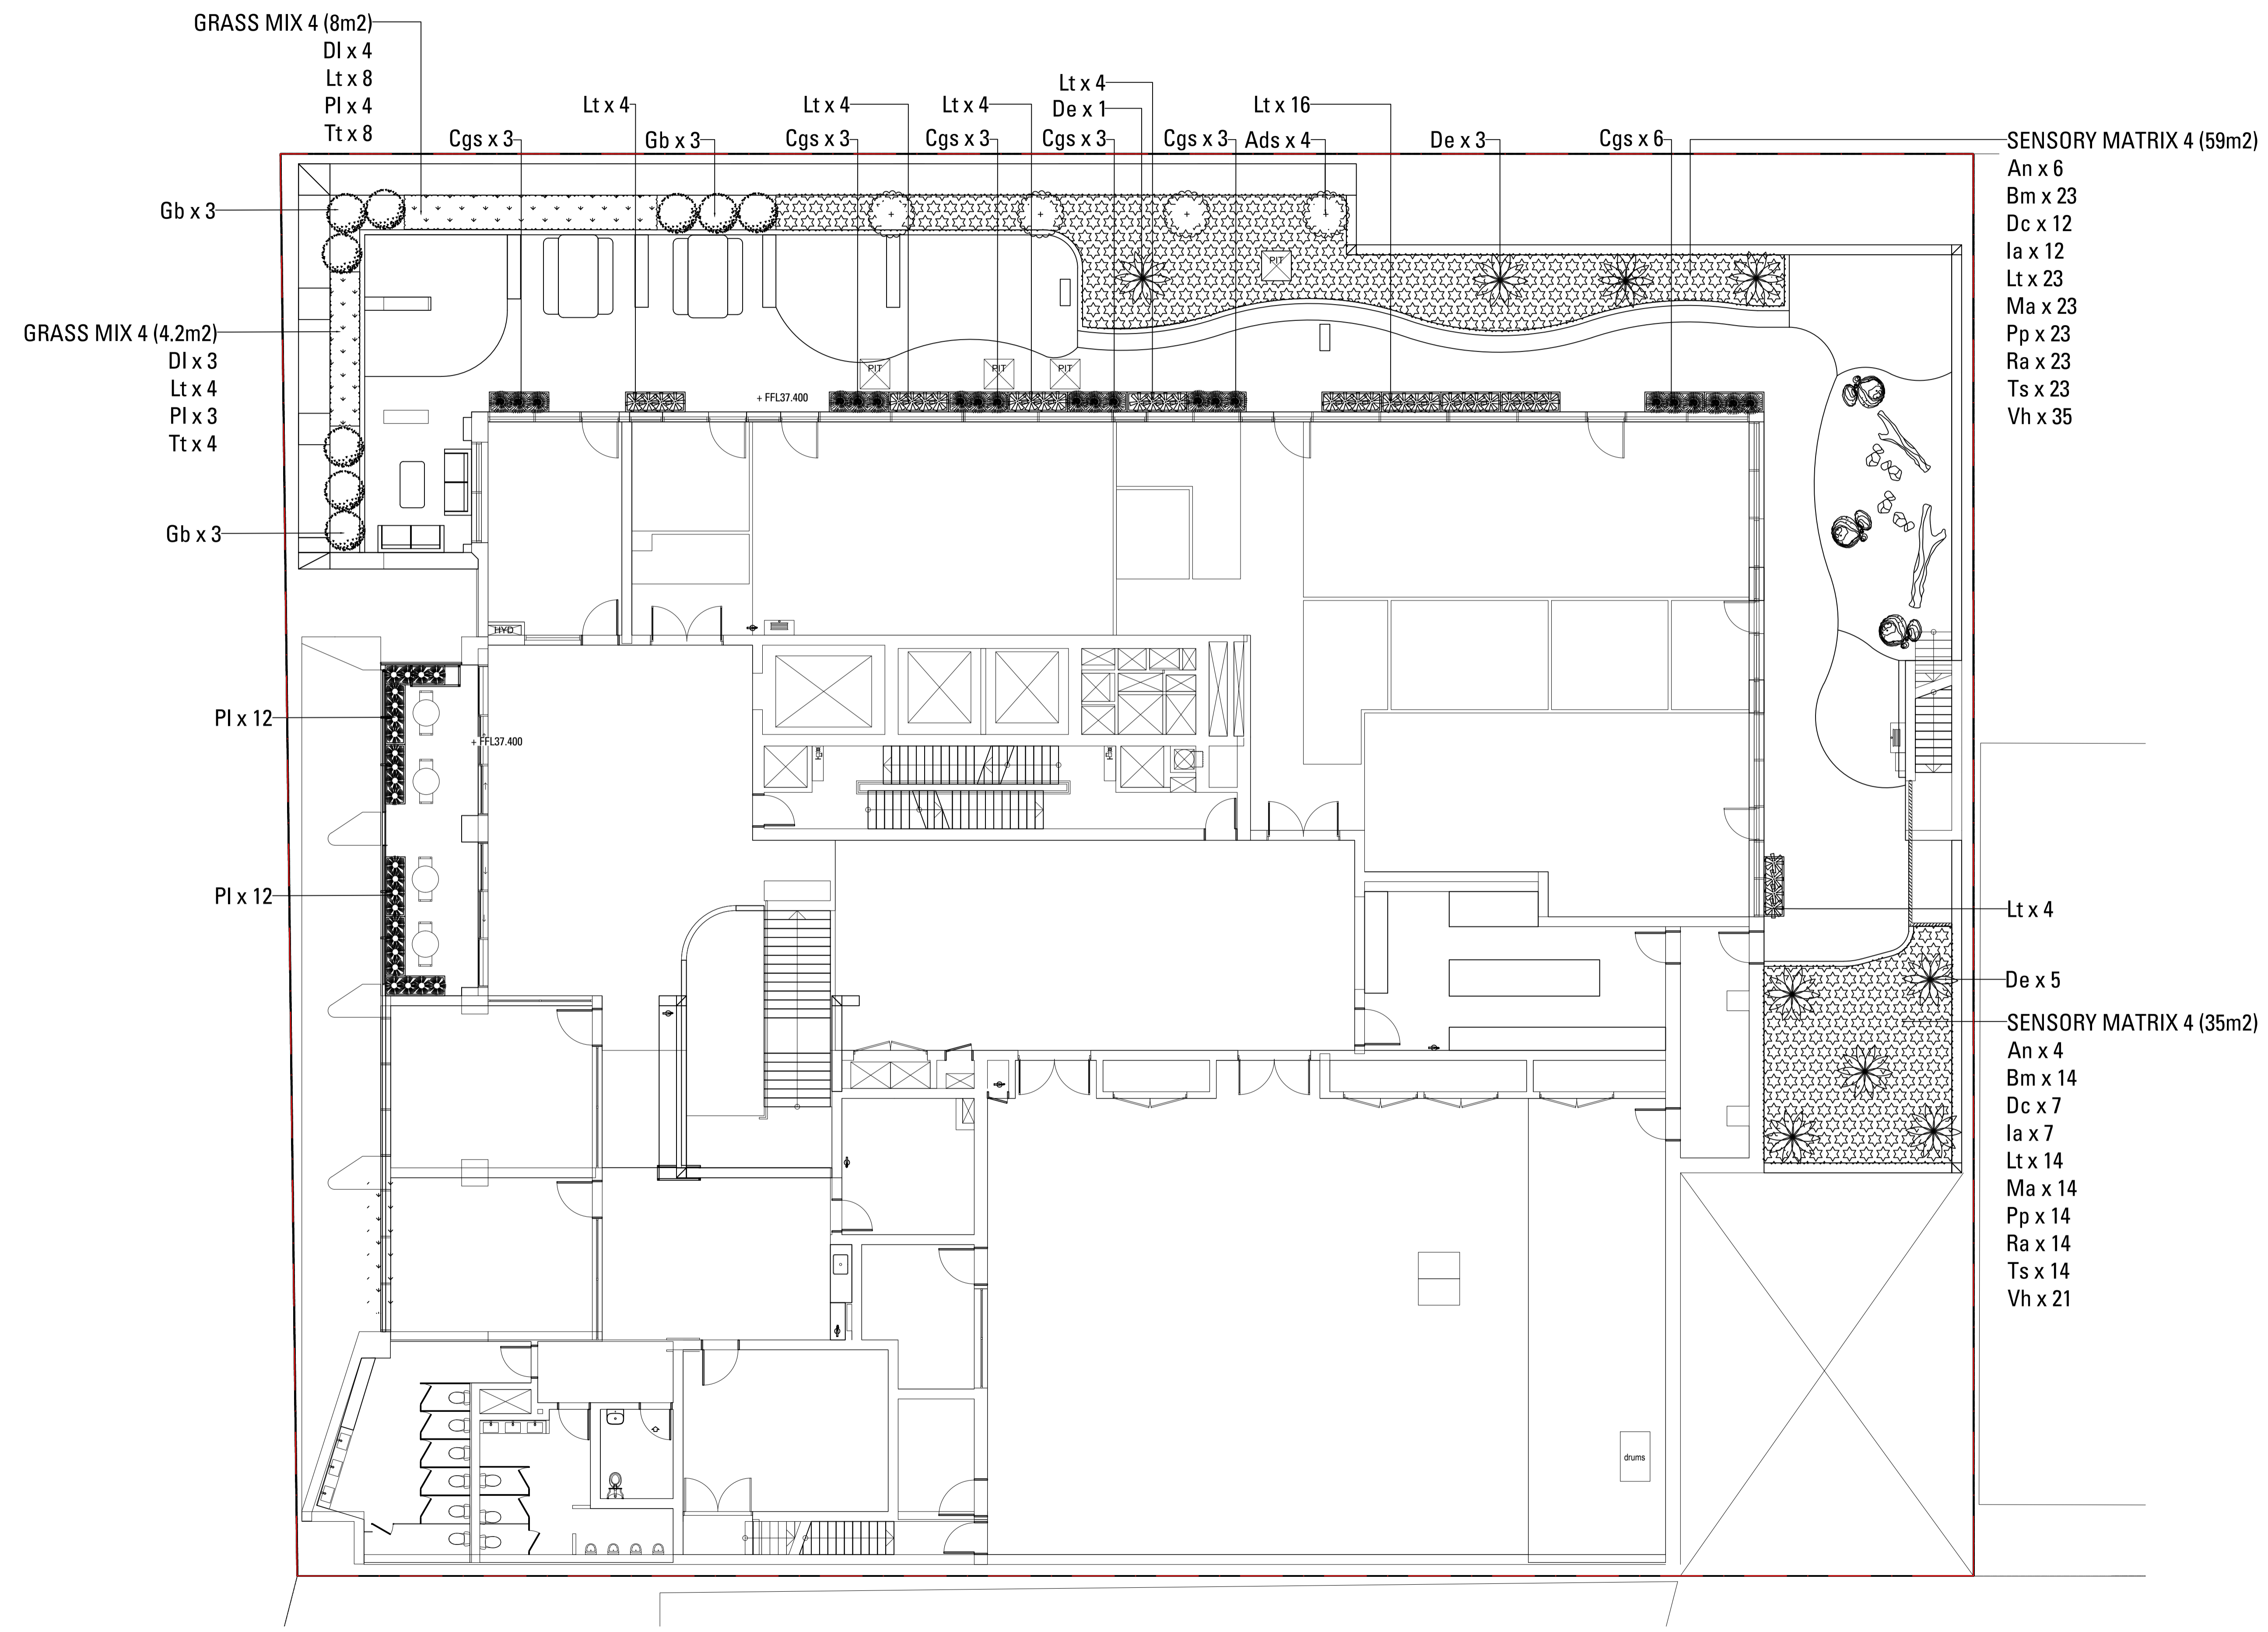 GRASS MIX 4 (8m2)
Dl x 4
Lt x 8
Pl x 4
Tt x 8
Cgs x 3
Lt x 4
Gb x 3
Lt x 4
Cgs x 3
Lt x 4
Cgs x 3
Lt x 4
De x 1
Cgs x 3
Cgs x 3
Lt x 16
Ads x 4
De x 3
Cgs x 6
SENSORY MATRIX 4 (59m2)
An x 6
Bm x 23
Dc x 12
Ia x 12
Lt x 23
Ma x 23
Pp x 23
Ra x 23
Ts x 23
Vh x 35
Gb x 3
GRASS MIX 4 (4.2m2)
Dl x 3
Lt x 4
Pl x 3
Tt x 4
Gb x 3
PIT
PIT
PIT
PIT
+ FFL37.400
HYD
Pl x 12
+ FFL37.400
Pl x 12
Lt x 4
De x 5
SENSORY MATRIX 4 (35m2)
An x 4
Bm x 14
Dc x 7
Ia x 7
Lt x 14
Ma x 14
Pp x 14
Ra x 14
Ts x 14
Vh x 21
drums